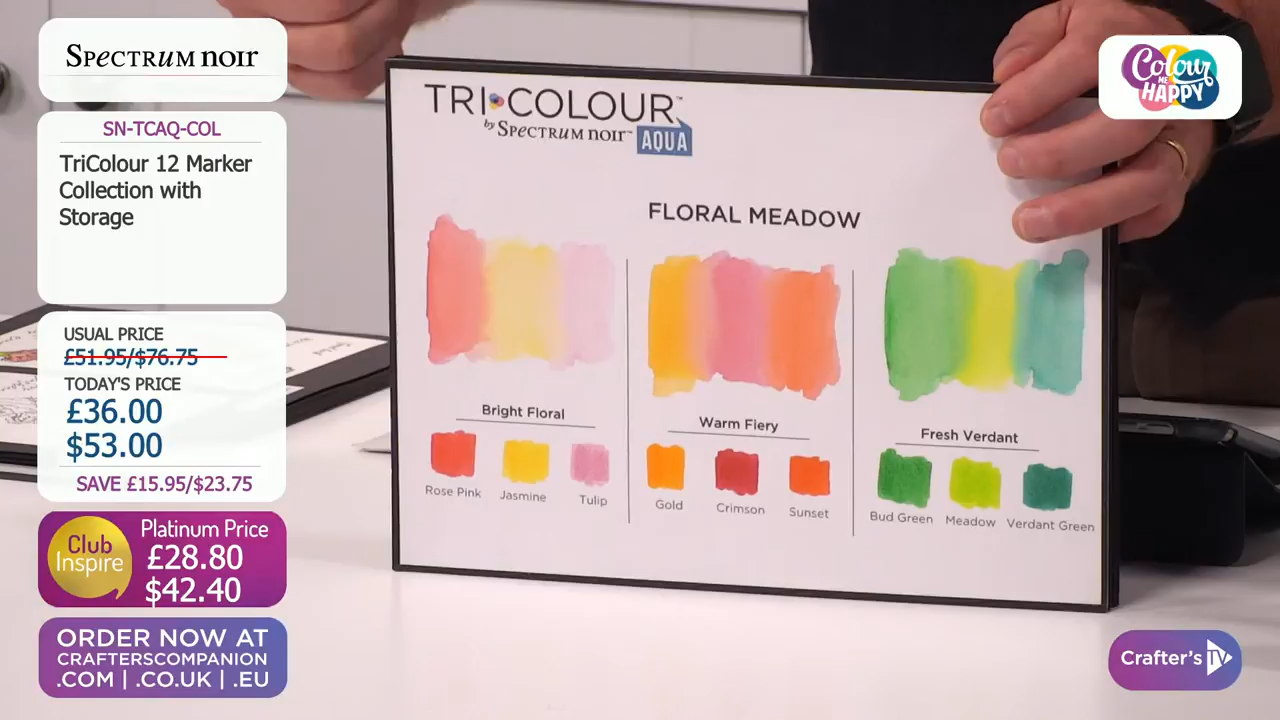 SPECTRUM NOIR
SN-TCAQ-COL
TriColour 12 Marker
Collection with
Storage
USUAL PRICE
£51.95/$76.75
TODAY'S PRICE
£36.00
$53.00
SAVE £15.95/$23.75
Club
Inspire
Platinum Price
£28.80
$42.40
ORDER NOW AT
CRAFTERSCOMPANION
.COM | .CO.UK | .EU
TRI•COLOUR™
by SPECTRUM NOIR™
AQUA
FLORAL MEADOW
Bright Floral
Rose Pink Jasmine Tulip
Warm Fiery
Gold Crimson Sunset
Fresh Verdant
Bud Green Meadow Verdant Green
Colour
ME
HAPPY
Crafter's TV